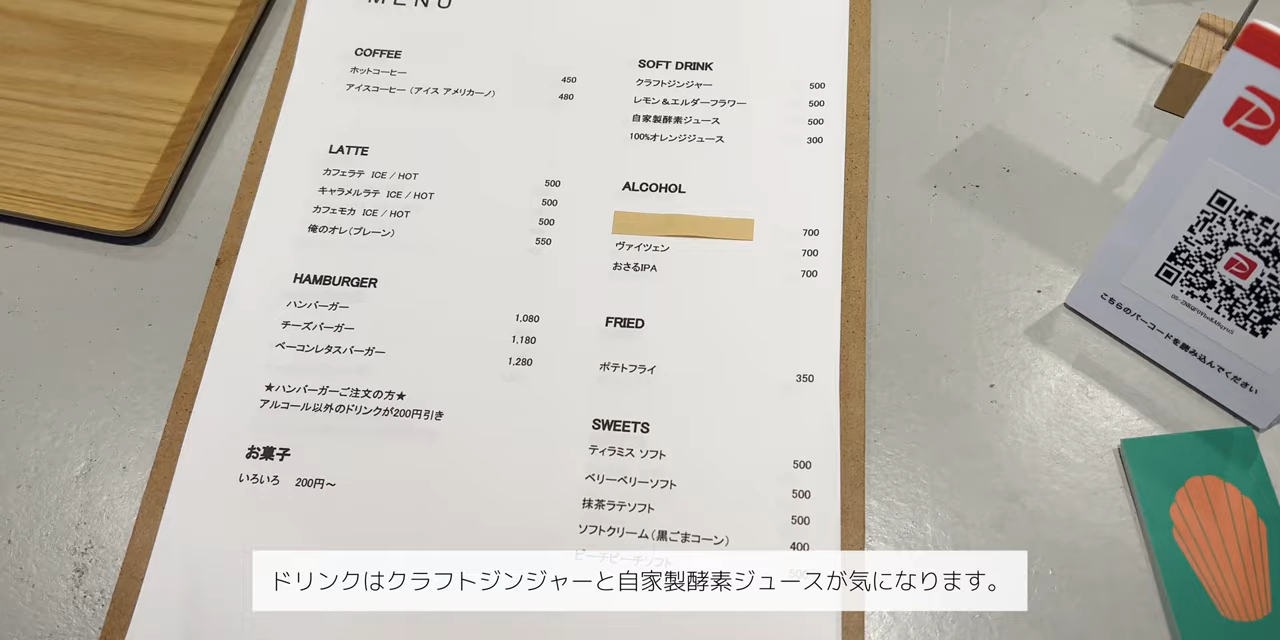 MENU
COFFEE
ホットコーヒー 450
アイスコーヒー（アイス アメリカーノ） 480
LATTE
カフェラテ ICE / HOT 500
キャラメルラテ ICE / HOT 500
カフェモカ ICE / HOT 500
俺のオレ（プレーン） 550
HAMBURGER
ハンバーガー 1,080
チーズバーガー 1,180
ベーコンレタスバーガー 1,280
★ハンバーガーご注文の方★
アルコール以外のドリンクが200円引き
お菓子
いろいろ 200円～
SOFT DRINK
クラフトジンジャー 500
レモン＆エルダーフラワー 500
自家製酵素ジュース 500
100%オレンジジュース 300
ALCOHOL
700
ヴァイツェン 700
おさるIPA 700
FRIED
ポテトフライ 350
SWEETS
ティラミス ソフト 500
ベリーベリーソフト 500
抹茶ラテソフト 500
ソフトクリーム（黒ごまコーン） 400
ピーチピーチソフト 500
こちらのバーコードを読み込んでください
ドリンクはクラフトジンジャーと自家製酵素ジュースが気になります。